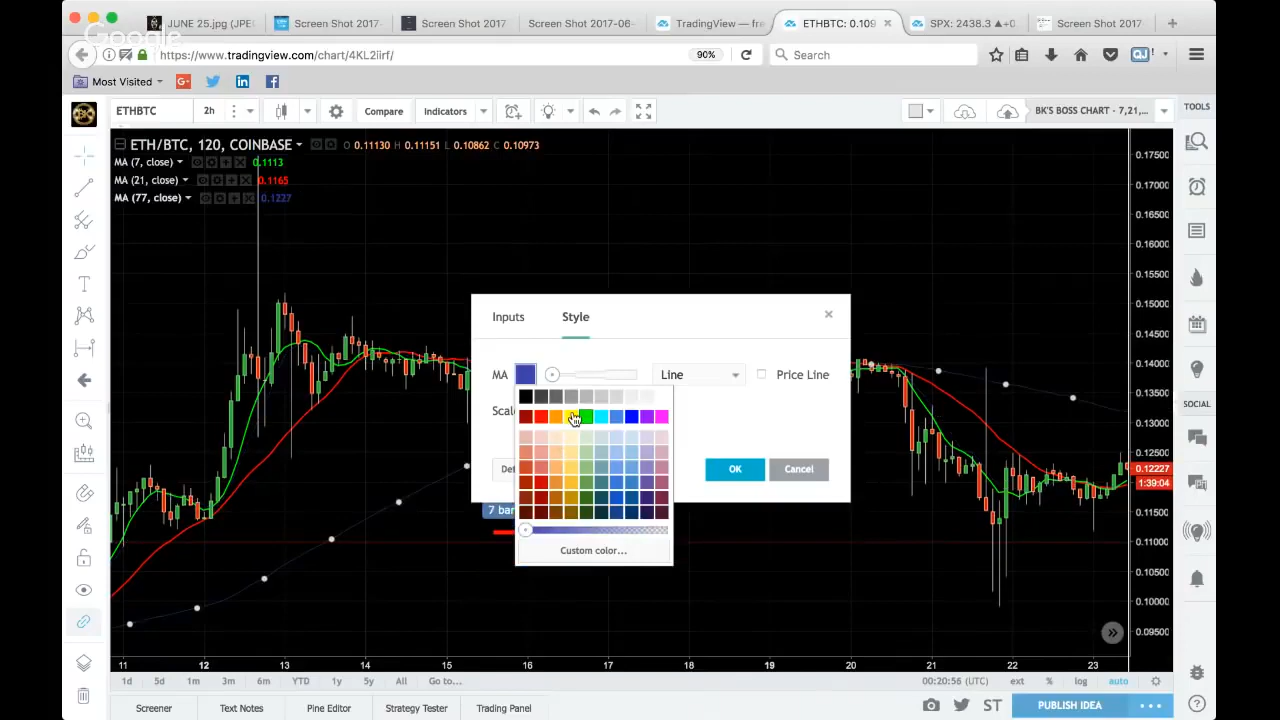 JUNE 25.jpg (JPE
Screen Shot 2017-
Screen Shot 2017
Screen Shot 2017-06-
TradingView — fre
ETHBTC: 0.109
SPX: 2438.3 ▲+0
Screen Shot 2017
Google
https://www.tradingview.com/chart/4KL2iirf/
90%
Search
Most Visited
ETHBTC
2h
Compare
Indicators
BK'S BOSS CHART - 7,21,...
TOOLS
ETH/BTC, 120, COINBASE
O 0.11130 H 0.11151 L 0.10862 C 0.10973
MA (7, close)
0.1113
MA (21, close)
0.1165
MA (77, close)
0.1227
0.17500
0.17000
0.16500
0.16000
0.15500
0.15000
0.14500
0.14000
0.13500
0.13000
0.12500
0.12227
1:39:04
0.11500
0.11000
0.10500
0.10000
0.09500
Inputs
Style
MA
Line
Price Line
Scal
Def
OK
Cancel
7 bar
Custom color...
SOCIAL
11 12 13 14 15 16 17 18 19 20 21 22 23
1d 5d 1m 3m 6m YTD 1y 5y All Go to...
00:20:56 (UTC) ext % log auto
Screener
Text Notes
Pine Editor
Strategy Tester
Trading Panel
ST
PUBLISH IDEA